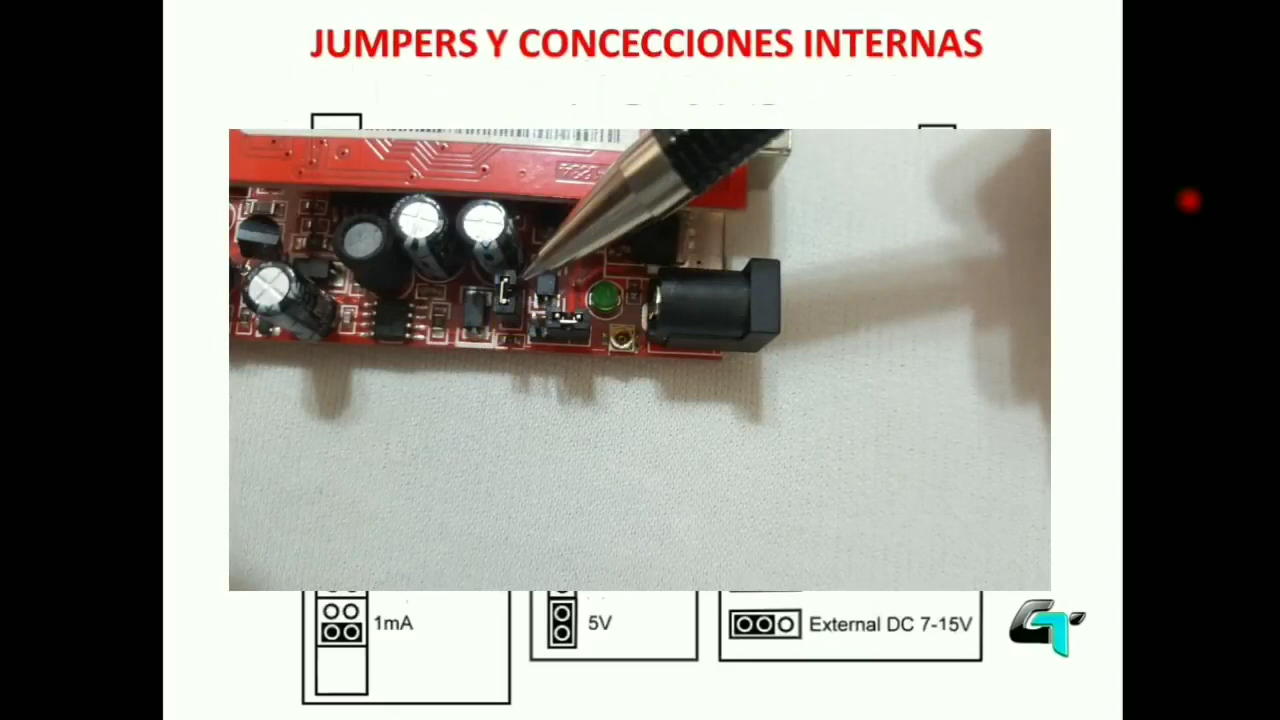 JUMPERS Y CONCECCIONES INTERNAS
1mA
5V
External DC 7-15V